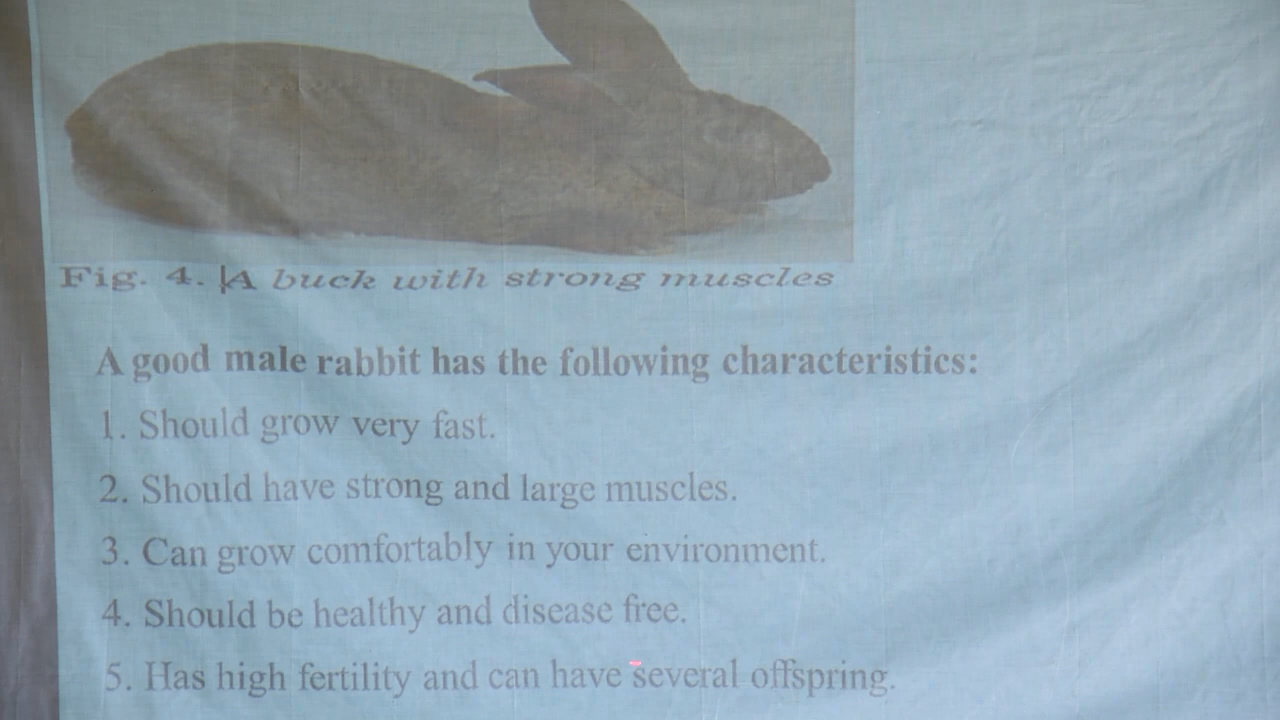 Fig. 4. A buck with strong muscles
A good male rabbit has the following characteristics:
1. Should grow very fast.
2. Should have strong and large muscles.
3. Can grow comfortably in your environment.
4. Should be healthy and disease free.
5. Has high fertility and can have several offspring.